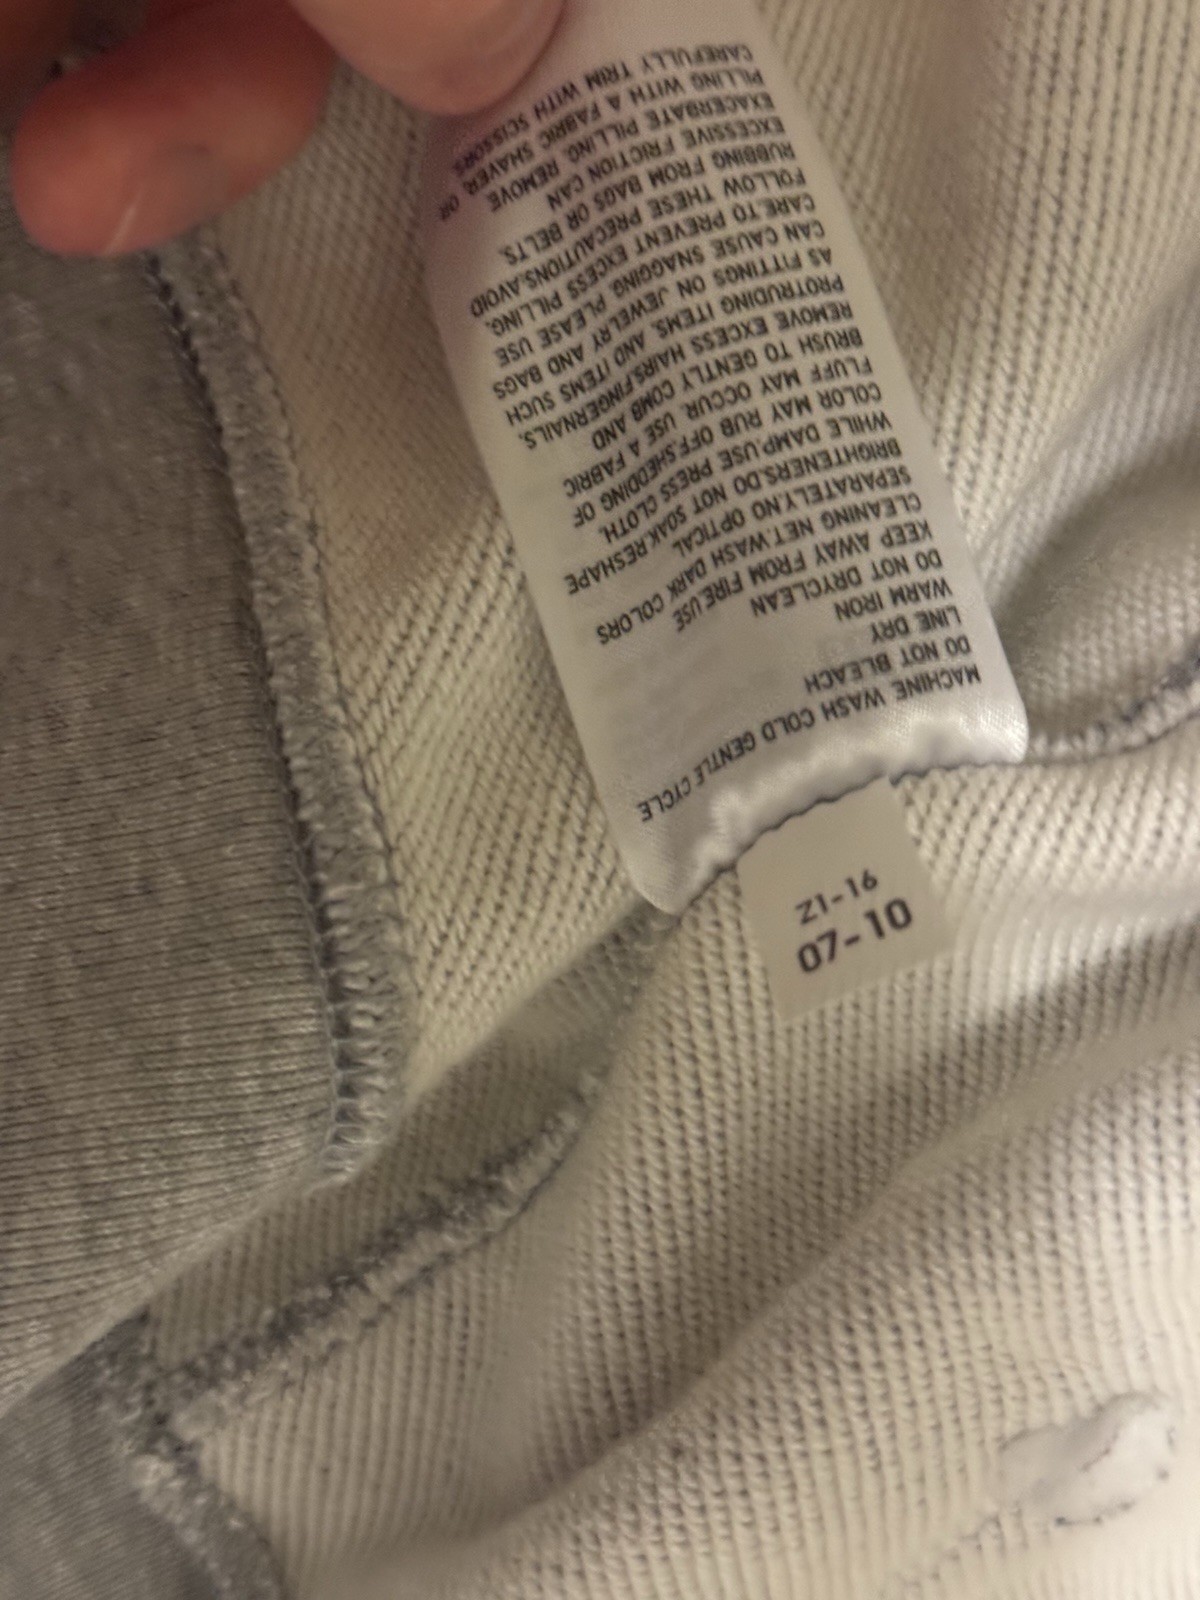 MACHINE WASH COLD GENTLE CYCLE
DO NOT BLEACH
LINE DRY
WARM IRON
DO NOT DRYCLEAN
KEEP AWAY FROM FIRE.USE
CLEANING NET.WASH DARK COLORS
SEPARATELY.NO OPTICAL
BRIGHTENERS.DO NOT SOAK.RESHAPE
WHILE DAMP.USE PRESS CLOTH.
COLOR MAY RUB OFF.SHEDDING OF
FLUFF MAY OCCUR. USE A FABRIC
BRUSH TO GENTLY COMB AND
REMOVE EXCESS HAIRS.FINGERNAILS,
PROTRUDING ITEMS, AND ITEMS SUCH
AS FITTINGS ON JEWELRY AND BAGS
CAN CAUSE SNAGGING. PLEASE USE
CARE.TO PREVENT EXCESS PILLING,
FOLLOW THESE PRECAUTIONS.AVOID
RUBBING FROM BAGS OR BELTS.
EXCESSIVE FRICTION CAN
EXACERBATE PILLING. REMOVE
PILLING WITH A FABRIC SHAVER OR
CAREFULLY TRIM WITH SCISSORS
ZI-16
07-10